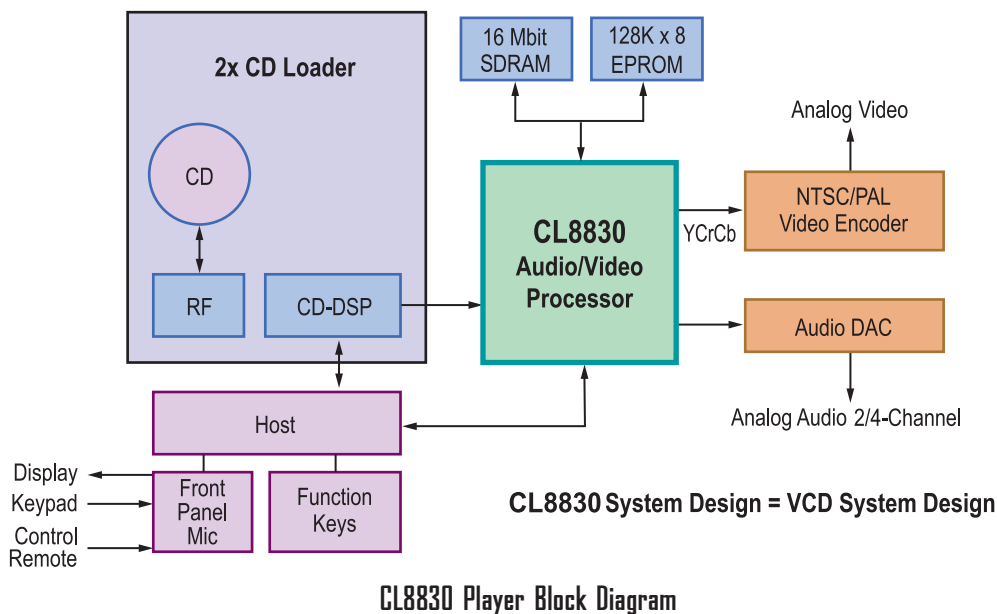 2x CD Loader
CD
RF
CD-DSP
16 Mbit
SDRAM
128K x 8
EPROM
CL8830
Audio/Video
Processor
YCrCb
Analog Video
NTSC/PAL
Video Encoder
Audio DAC
Analog Audio 2/4-Channel
Host
Display
Keypad
Control
Remote
Front
Panel
Mic
Function
Keys
CL8830 System Design = VCD System Design
CL8830 Player Block Diagram